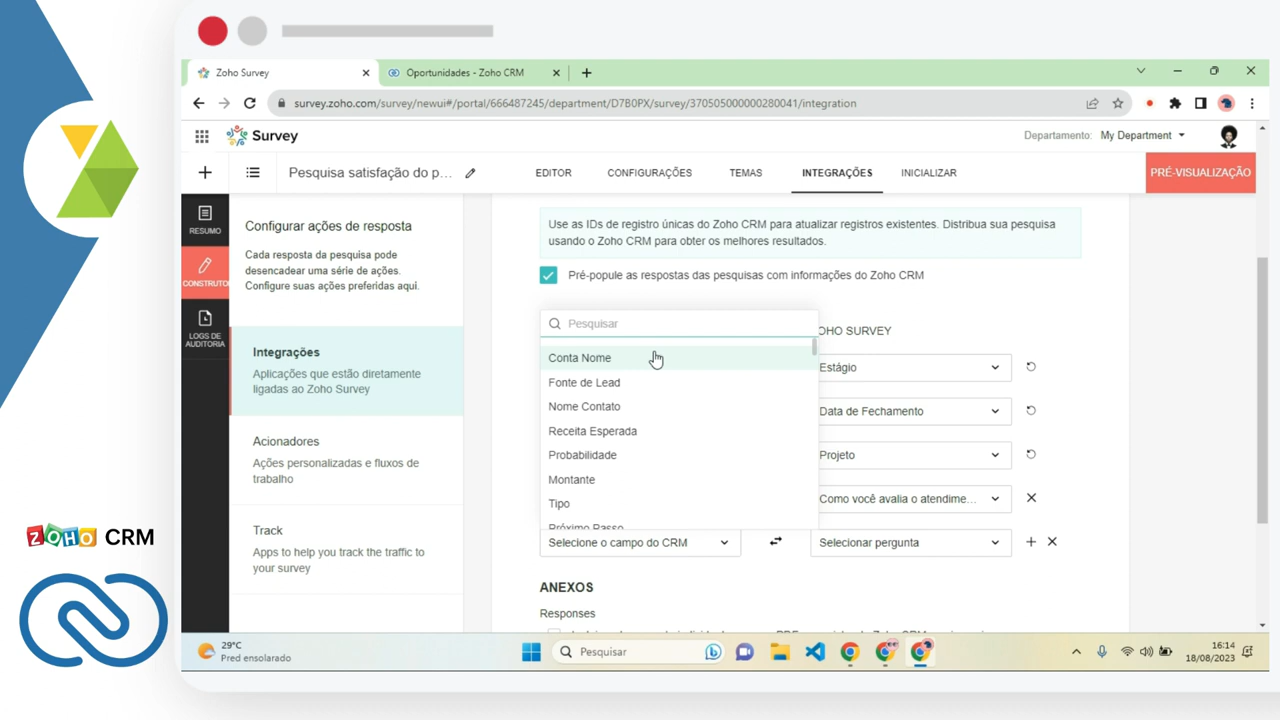 Zoho Survey
Oportunidades - Zoho CRM
survey.zoho.com/survey/newui#/portal/666487245/department/D7B0PX/survey/370505000000280041/integration
Survey
Departamento: My Department
Pesquisa satisfação do p...
EDITOR
CONFIGURAÇÕES
TEMAS
INTEGRAÇÕES
INICIALIZAR
PRÉ-VISUALIZAÇÃO
RESUMO
CONSTRUTO
LOGS DE
AUDITORIA
Configurar ações de resposta
Cada resposta da pesquisa pode
desencadear uma série de ações.
Configure suas ações preferidas aqui.
Integrações
Aplicações que estão diretamente
ligadas ao Zoho Survey
Acionadores
Ações personalizadas e fluxos de
trabalho
Track
Apps to help you track the traffic to
your survey
Use as IDs de registro únicas do Zoho CRM para atualizar registros existentes. Distribua sua pesquisa
usando o Zoho CRM para obter os melhores resultados.
Pré-popule as respostas das pesquisas com informações do Zoho CRM
Pesquisar
Conta Nome
Fonte de Lead
Nome Contato
Receita Esperada
Probabilidade
Montante
Tipo
Próximo Passo
Selecione o campo do CRM
ZOHO SURVEY
Estágio
Data de Fechamento
Projeto
Como você avalia o atendime...
Selecionar pergunta
ANEXOS
Responses
ZOHO CRM
29°C
Pred ensolarado
Pesquisar
16:14
18/08/2023